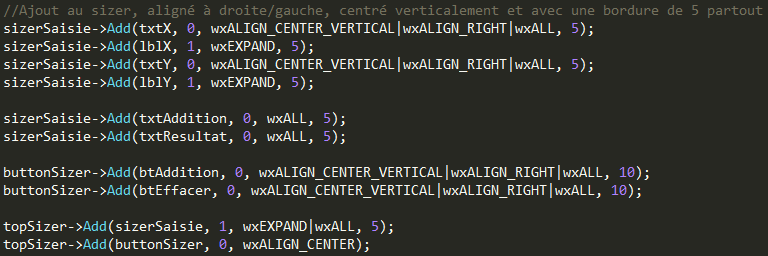 //Ajout au sizer, aligné à droite/gauche, centré verticalement et avec une bordure de 5 partout
sizerSaisie->Add(txtX, 0, wxALIGN_CENTER_VERTICAL|wxALIGN_RIGHT|wxALL, 5);
sizerSaisie->Add(lblX, 1, wxEXPAND, 5);
sizerSaisie->Add(txtY, 0, wxALIGN_CENTER_VERTICAL|wxALIGN_RIGHT|wxALL, 5);
sizerSaisie->Add(lblY, 1, wxEXPAND, 5);
sizerSaisie->Add(txtAddition, 0, wxALL, 5);
sizerSaisie->Add(txtResultat, 0, wxALL, 5);
buttonSizer->Add(btAddition, 0, wxALIGN_CENTER_VERTICAL|wxALIGN_RIGHT|wxALL, 10);
buttonSizer->Add(btEffacer, 0, wxALIGN_CENTER_VERTICAL|wxALIGN_RIGHT|wxALL, 10);
topSizer->Add(sizerSaisie, 1, wxEXPAND|wxALL, 5);
topSizer->Add(buttonSizer, 0, wxALIGN_CENTER);